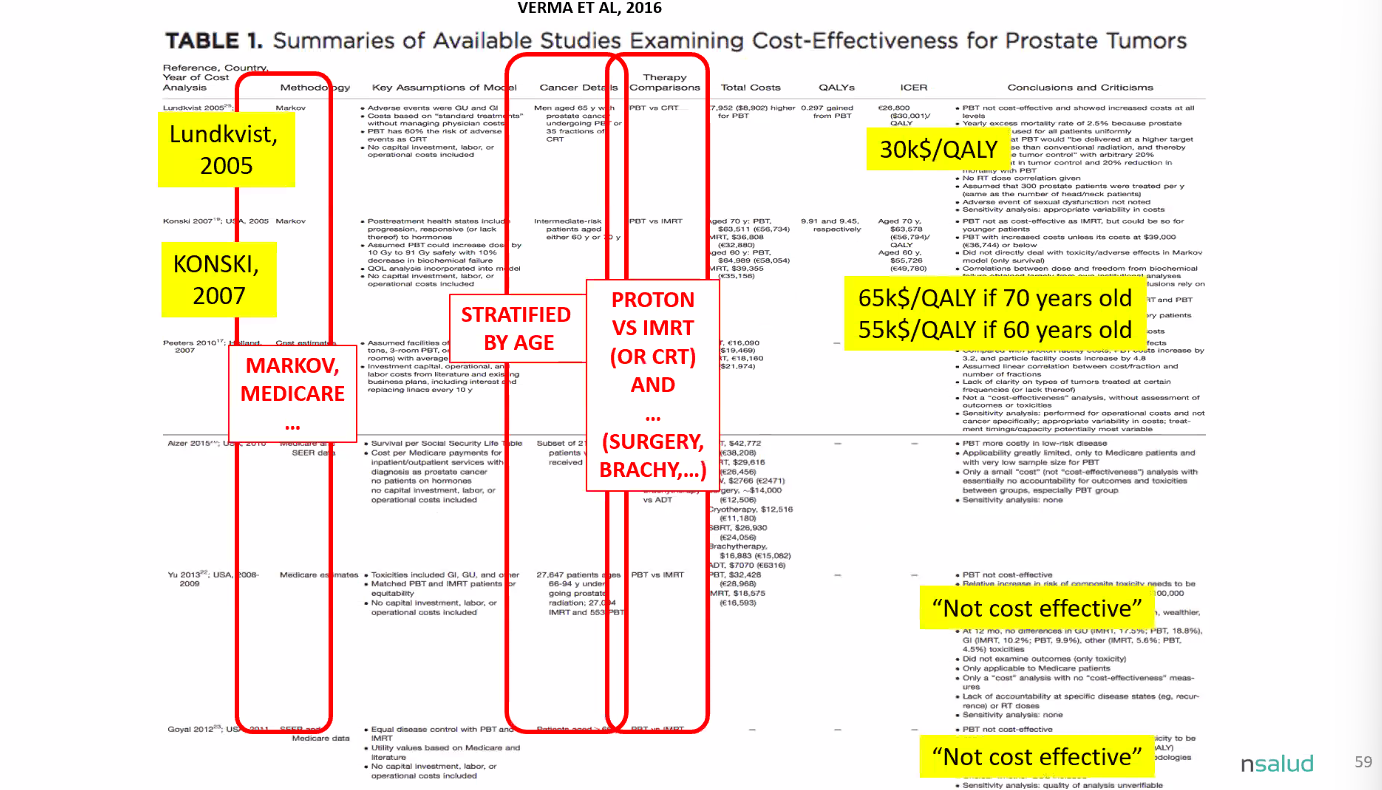 VERMA ET AL, 2016
TABLE 1. Summaries of Available Studies Examining Cost-Effectiveness for Prostate Tumors
Reference, Country,
Year of Cost
Analysis
Methodology
Key Assumptions of Model
Cancer Details
Therapy
Comparisons
Total Costs
QALYs
ICER
Conclusions and Criticisms
Lundkvist 2005
Markov
• Adverse events were GU and GI
• Costs based on "standard treatments"
without managing physician costs
• PBT has 60% the risk of adverse
events as CRT
• No capital investment, labor, or
operational costs included
Men aged 65 y with
prostate cancer
undergoing PBT or
35 fractions of
CRT
PBT vs CRT
7,952 ($8,902) higher
for PBT
0.297 gained
from PBT
€26,800
($30,001)/
QALY
• PBT not cost-effective and showed increased costs at all
levels
• Yearly excess mortality rate of 2.5% because prostate
used for all patients uniformly
at PBT would "be delivered at a higher target
se than conventional radiation, and thereby
tumor control" with arbitrary 20%
t in tumor control and 20% reduction in
mortality with PBT
• No RT dose correlation given
• Assumed that 300 prostate patients were treated per y
(same as the number of head/neck patients)
• Adverse event of sexual dysfunction not noted
• Sensitivity analysis: appropriate variability in costs
Lundkvist,
2005
30k$/QALY
Konski 2007¹⁹; USA, 2005
Markov
• Posttreatment health states include
progression, responsive (or lack
thereof) to hormones
• Assumed PBT could increase dose by
10 Gy to 91 Gy safely with 10%
decrease in biochemical failure
• QOL analysis incorporated into model
• No capital investment, labor, or
operational costs included
Intermediate-risk
patients aged
either 60 y or 70 y
PBT vs IMRT
Aged 70 y: PBT,
$63,511 (€56,734)
IMRT, $36,808
(€32,880)
Aged 60 y: PBT,
$64,989 (€58,054)
IMRT, $39,355
(€35,156)
9.91 and 9.45,
respectively
Aged 70 y,
$63,578
(€56,794)/
QALY
Aged 60 y,
$55,726
(€49,780)
• PBT not as cost-effective as IMRT, but could be so for
younger patients
• PBT with increased costs unless its costs at $39,000
(€36,744) or below
• Did not directly deal with toxicity/adverse effects in Markov
model (only survival)
• Correlations between dose and freedom from biochemical
analyses
rely on
RT and PBT
patients
costs
KONSKI,
2007
65k$/QALY if 70 years old
55k$/QALY if 60 years old
Peeters 2010¹⁷; Holland,
2007
Cost estimates
• Assumed facilities of
tons, 3-room PBT,
rooms) with average
• Investment capital, operational, and
labor costs from literature and existing
business plans, including interest and
replacing linacs every 10 y
€16,090
$19,469)
€18,160
$21,974)
—
• Compared with photon facility costs, PBT costs increase by
3.2, and particle facility costs increase by 4.8
• Assumed linear correlation between cost/fraction and
number of fractions
• Lack of clarity on types of tumors treated at certain
frequencies (or lack thereof)
• Not a "cost-effectiveness" analysis, without assessment of
outcomes or toxicities
• Sensitivity analysis: performed for operational costs and not
cancer specifically; appropriate variability in costs; treat-
ment timings/capacity potentially most variable
MARKOV,
MEDICARE
...
STRATIFIED
BY AGE
PROTON
VS IMRT
(OR CRT)
AND
...
(SURGERY,
BRACHY,...)
Aizer 2015
Medicare and
SEER data
• Survival per Social Security Life Table
• Cost per Medicare payments for
inpatient/outpatient services with
diagnosis as prostate cancer
no patients on hormones
no capital investment, labor, or
operational costs included
Subset of
patients
received
vs ADT
$42,772
(€38,208)
$29,616
(€26,456)
$2766 (€2471)
Surgery, ~$14,000
(€12,506)
Cryotherapy, $12,516
(€11,180)
SBRT, $26,930
(€24,056)
Brachytherapy,
$16,883 (€15,082)
ADT, $7070 (€6316)
—
—
• PBT more costly in low-risk disease
• Applicability greatly limited, only to Medicare patients and
with very low sample size for PBT
• Only a small "cost" (not "cost-effectiveness") analysis with
essentially no accountability for outcomes and toxicities
between groups, especially PBT group
• Sensitivity analysis: none
Yu 2013²²; USA, 2008-
2009
Medicare estimates
• Toxicities included GI, GU, and other
• Matched PBT and IMRT patients for
equitability
• No capital investment, labor, or
operational costs included
27,647 patients ages
66-94 y under-
going prostate
radiation; 27,094
IMRT and 553 PBT
PBT vs IMRT
PBT, $32,428
(€28,968)
IMRT, $18,575
(€16,593)
—
—
• PBT not cost-effective
• Relative increase in risk of composite toxicity needs to be
100,000
wealthier,
• At 12 mo, no differences in GU (IMRT, 17.5%; PBT, 18.8%),
GI (IMRT, 10.2%; PBT, 9.9%), other (IMRT, 5.6%; PBT,
4.5%) toxicities
• Did not examine outcomes (only toxicity)
• Only applicable to Medicare patients
• Only a "cost" analysis with no "cost-effectiveness" meas-
ures
• Lack of accountability at specific disease states (eg, recur-
rence) or RT doses
• Sensitivity analysis: none
“Not cost effective”
Goyal 2012²³; USA, 2011
SEER and
Medicare data
• Equal disease control with PBT and
IMRT
• Utility values based on Medicare and
literature
• No capital investment, labor, or
operational costs included
Patients aged
PBT vs IMRT
—
—
—
• PBT not cost-effective
toxicity to be
QALY)
• Sensitivity analysis: quality of analysis unverifiable
“Not cost effective”
nsalud
59